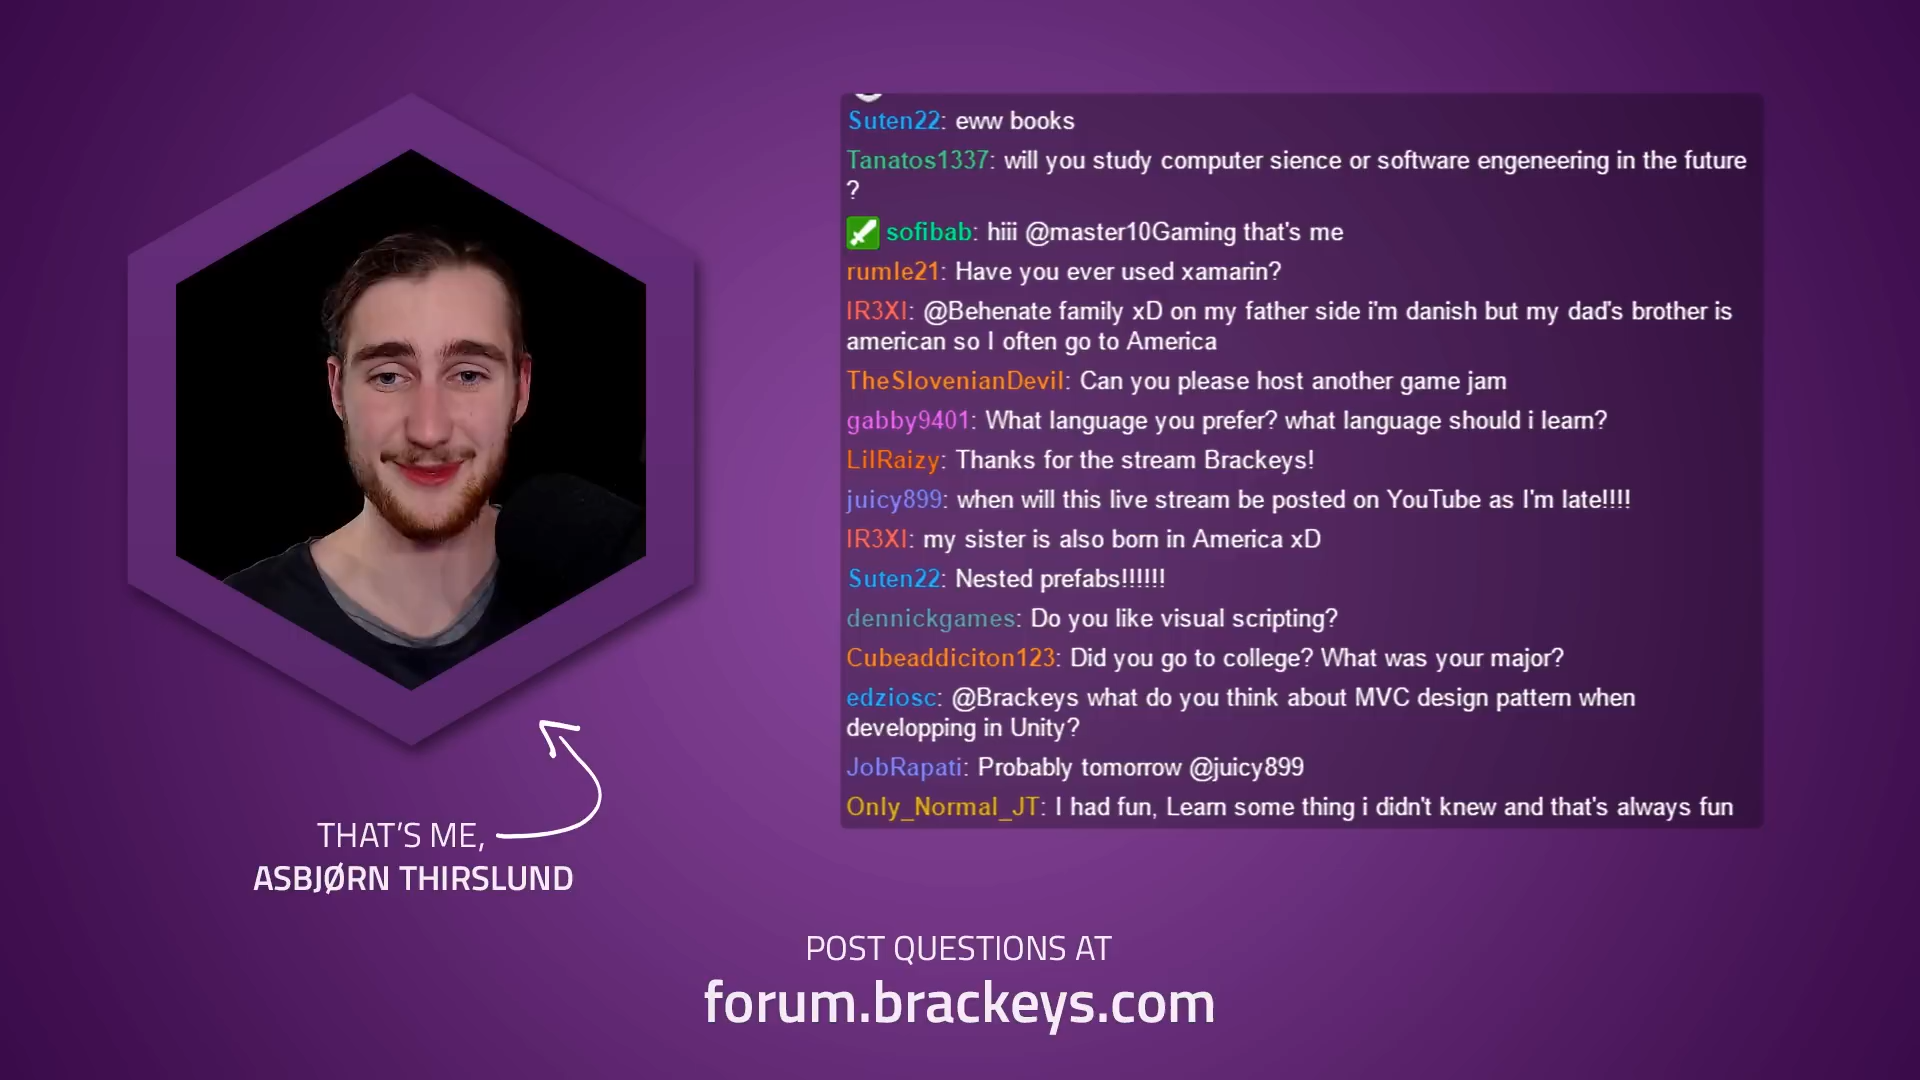 Suten22: eww books
Tanatos1337: will you study computer sience or software engeneering in the future
?
sofibab: hiii @master10Gaming that's me
rumle21: Have you ever used xamarin?
IR3XI: @Behenate family xD on my father side i'm danish but my dad's brother is
american so I often go to America
TheSlovenianDevil: Can you please host another game jam
gabby9401: What language you prefer? what language should i learn?
LilRaizy: Thanks for the stream Brackeys!
juicy899: when will this live stream be posted on YouTube as I'm late!!!!
IR3XI: my sister is also born in America xD
Suten22: Nested prefabs!!!!!!
dennickgames: Do you like visual scripting?
Cubeaddiciton123: Did you go to college? What was your major?
edziosc: @Brackeys what do you think about MVC design pattern when
developping in Unity?
JobRapati: Probably tomorrow @juicy899
Only_Normal_JT: I had fun, Learn some thing i didn't knew and that's always fun
THAT'S ME,
ASBJØRN THIRSLUND
POST QUESTIONS AT
forum.brackeys.com